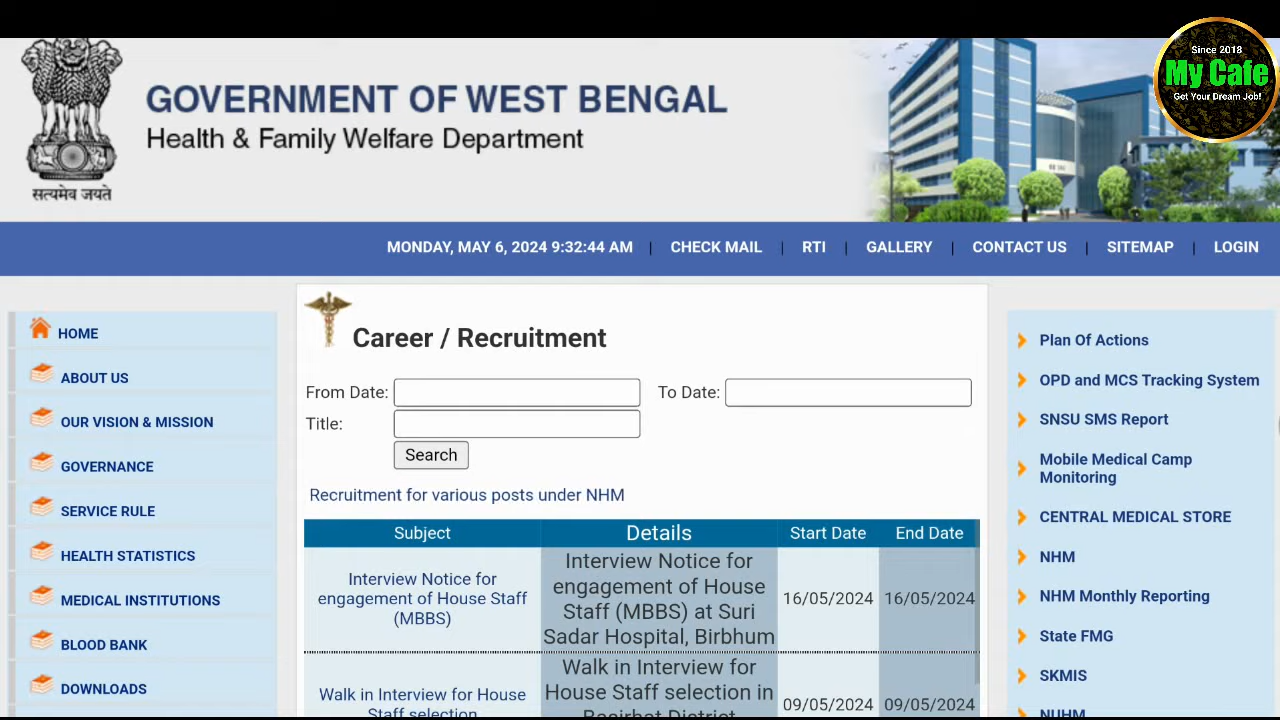 Since 2018
My Cafe
Get Your Dream Job!
GOVERNMENT OF WEST BENGAL
Health & Family Welfare Department
सत्यमेव जयते
MONDAY, MAY 6, 2024 9:32:44 AM | CHECK MAIL | RTI | GALLERY | CONTACT US | SITEMAP | LOGIN
HOME
ABOUT US
OUR VISION & MISSION
GOVERNANCE
SERVICE RULE
HEALTH STATISTICS
MEDICAL INSTITUTIONS
BLOOD BANK
DOWNLOADS
Career / Recruitment
From Date: To Date:
Title:
Search
Recruitment for various posts under NHM
Subject Details Start Date End Date
Interview Notice for
engagement of House Staff
(MBBS)
Interview Notice for
engagement of House
Staff (MBBS) at Suri
Sadar Hospital, Birbhum
16/05/2024 16/05/2024
Walk in Interview for House
Staff selection
Walk in Interview for
House Staff selection in
Basirhat District
09/05/2024 09/05/2024
Plan Of Actions
OPD and MCS Tracking System
SNSU SMS Report
Mobile Medical Camp
Monitoring
CENTRAL MEDICAL STORE
NHM
NHM Monthly Reporting
State FMG
SKMIS
NUHM